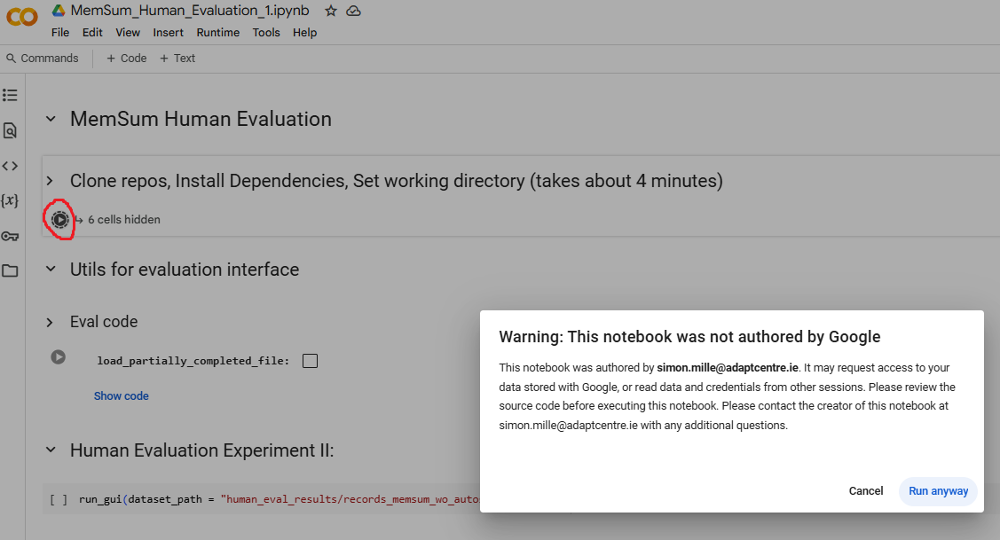 MemSum_Human_Evaluation_1.ipynb
File Edit View Insert Runtime Tools Help
Commands + Code + Text
MemSum Human Evaluation
Clone repos, Install Dependencies, Set working directory (takes about 4 minutes)
6 cells hidden
Utils for evaluation interface
Eval code
load_partially_completed_file:
Show code
Human Evaluation Experiment II:
[ ] run_gui(dataset_path = "human_eval_results/records_memsum_wo_auto
Warning: This notebook was not authored by Google
This notebook was authored by simon.mille@adaptcentre.ie. It may request access to your
data stored with Google, or read data and credentials from other sessions. Please review the
source code before executing this notebook. Please contact the creator of this notebook at
simon.mille@adaptcentre.ie with any additional questions.
Cancel Run anyway